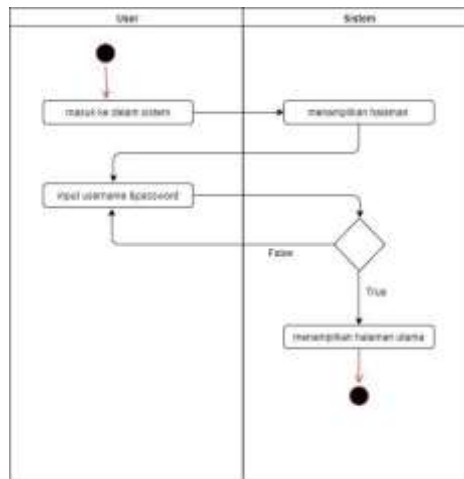 User
Sistem
masuk ke dalam sistem
menampilkan halaman
input username &password
False
True
menampilkan halaman utama